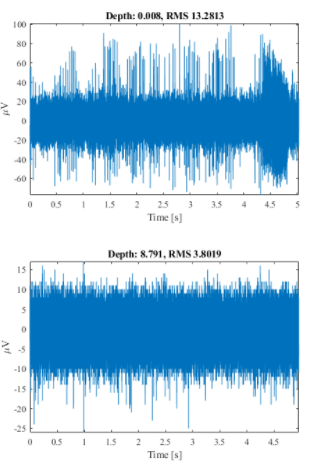 Depth: 0.008, RMS 13.2813
100
80
60
40
20
0
-20
-40
-60
μV
0 0.5 1 1.5 2 2.5 3 3.5 4 4.5 5
Time [s]
Depth: 8.791, RMS 3.8019
15
10
5
0
-5
-10
-15
-20
-25
μV
0 0.5 1 1.5 2 2.5 3 3.5 4 4.5
Time [s]